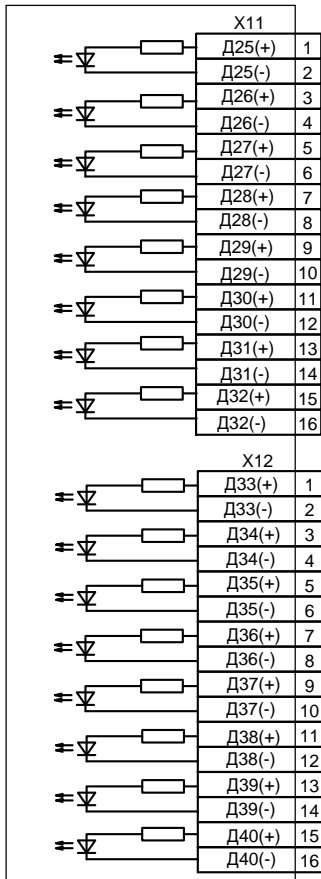 X11
Д25(+) 1
Д25(-) 2
Д26(+) 3
Д26(-) 4
Д27(+) 5
Д27(-) 6
Д28(+) 7
Д28(-) 8
Д29(+) 9
Д29(-) 10
Д30(+) 11
Д30(-) 12
Д31(+) 13
Д31(-) 14
Д32(+) 15
Д32(-) 16
X12
Д33(+) 1
Д33(-) 2
Д34(+) 3
Д34(-) 4
Д35(+) 5
Д35(-) 6
Д36(+) 7
Д36(-) 8
Д37(+) 9
Д37(-) 10
Д38(+) 11
Д38(-) 12
Д39(+) 13
Д39(-) 14
Д40(+) 15
Д40(-) 16